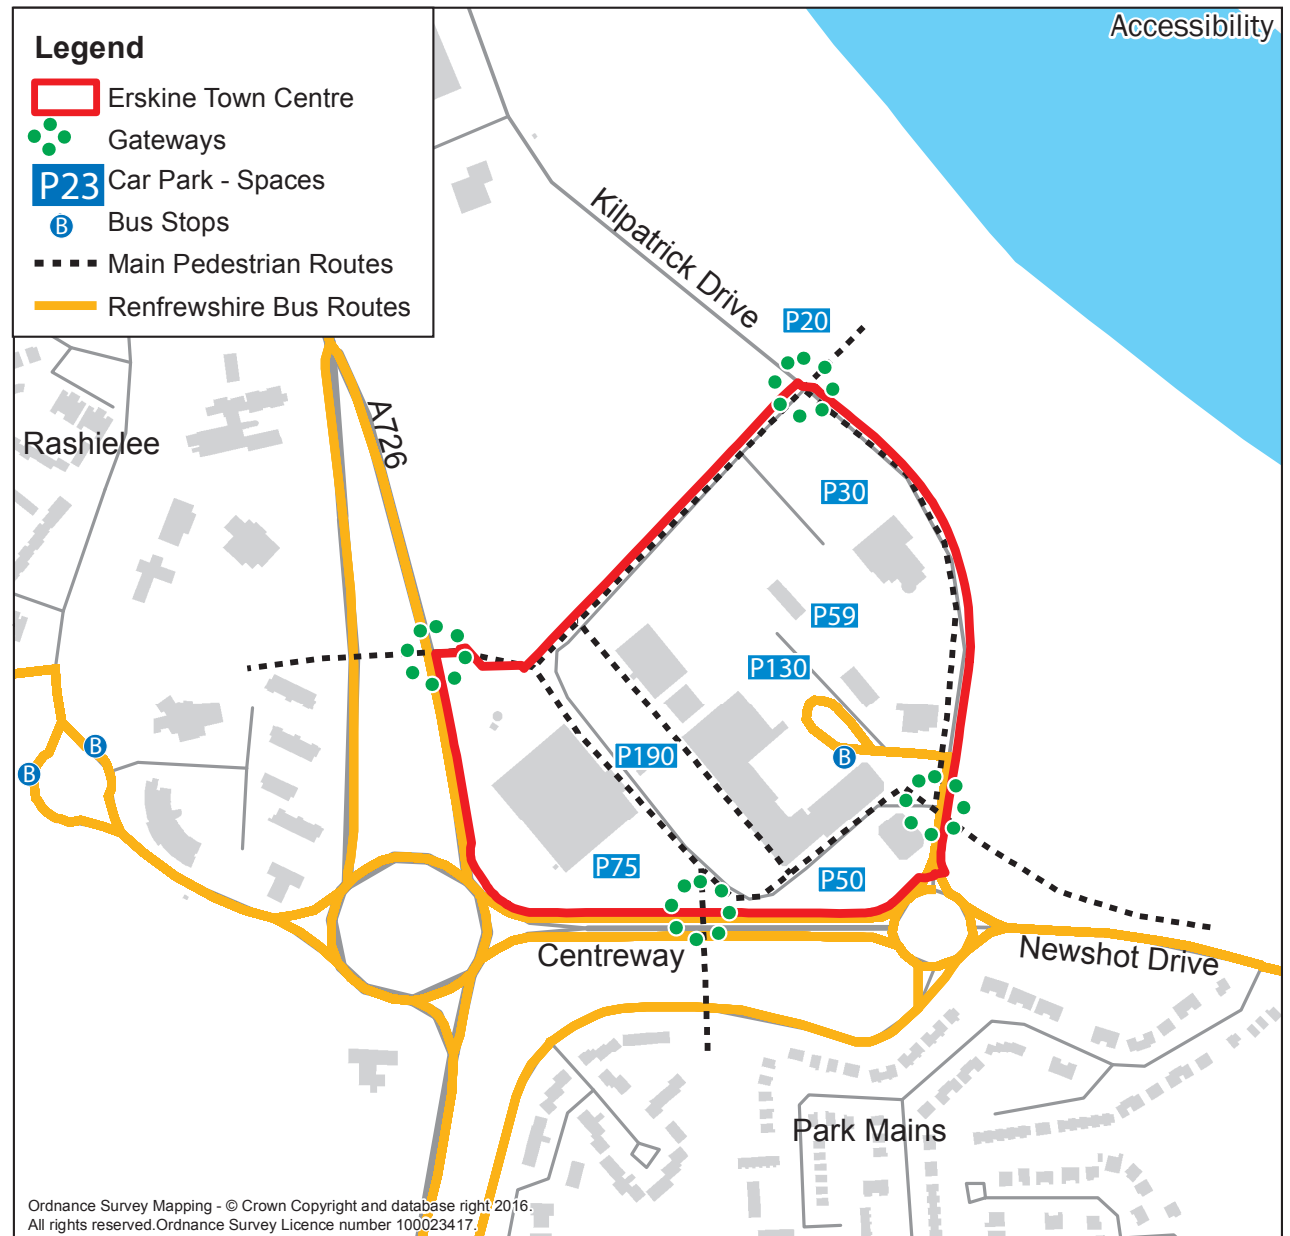 Accessibility
Legend
Erskine Town Centre
Gateways
P23 Car Park - Spaces
B Bus Stops
Main Pedestrian Routes
Renfrewshire Bus Routes
Kilpatrick Drive
P20
A726
Rashielee
P30
P59
P130
P190
B
B
B
P75
P50
Centreway
Newshot Drive
Park Mains
Ordnance Survey Mapping - © Crown Copyright and database right 2016.
All rights reserved.Ordnance Survey Licence number 100023417.